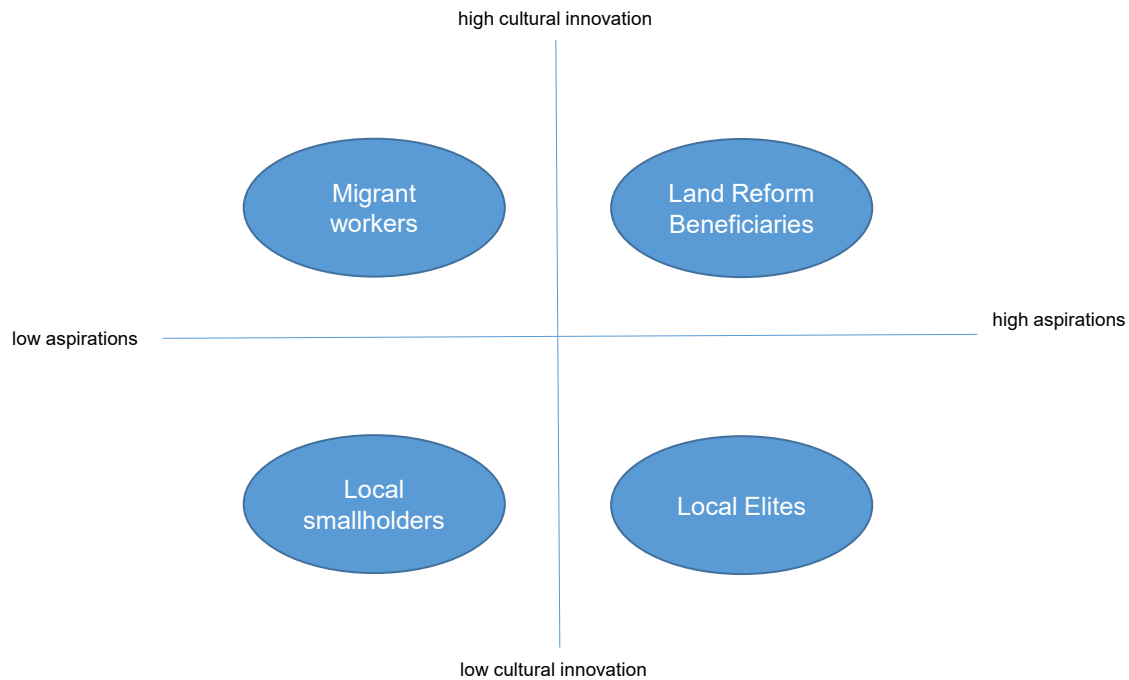 high cultural innovation
Migrant
workers
Land Reform
Beneficiaries
low aspirations
high aspirations
Local
smallholders
Local Elites
low cultural innovation